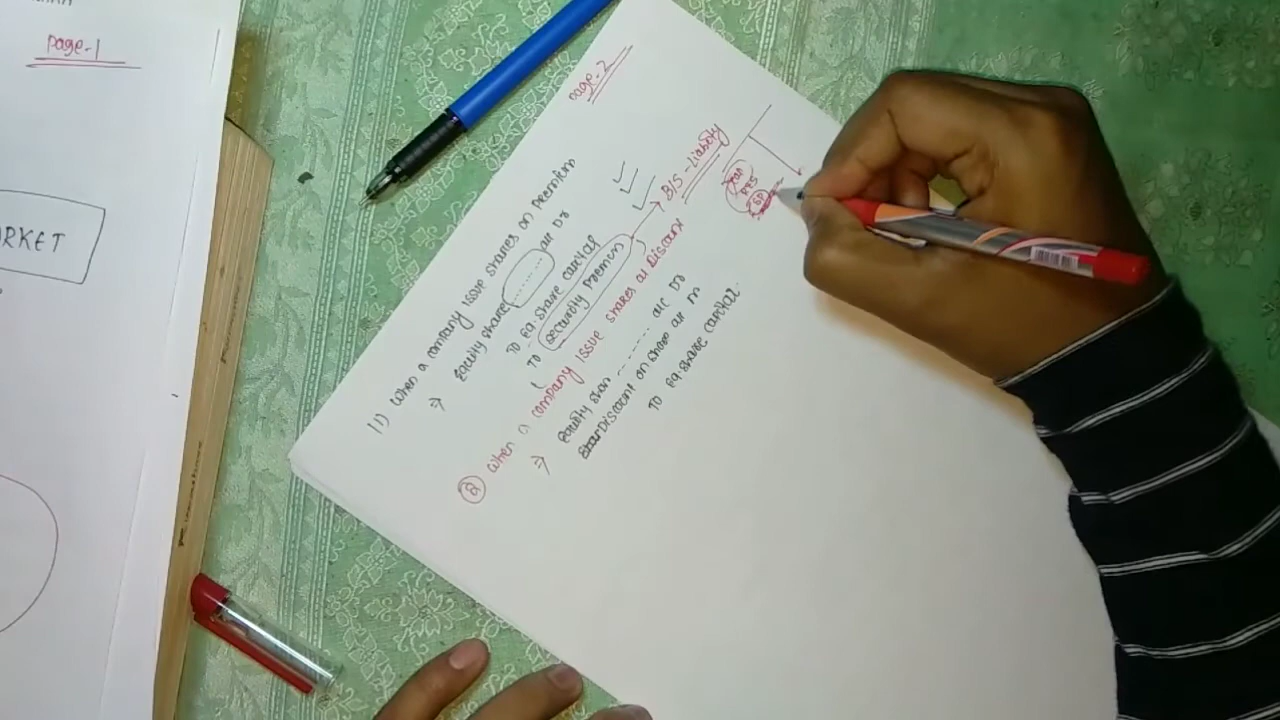 Page-1
ARKET
Page-2
1) When a company issue shares on Premium
⇒ Equity share ...... a/c Dr
To Eq. share capital
To security Premium → B/S - Liability
2) When a company issue shares at Discount
⇒ Equity shar ...... a/c Dr
Discount on share a/c Dr
To Eq. share capital